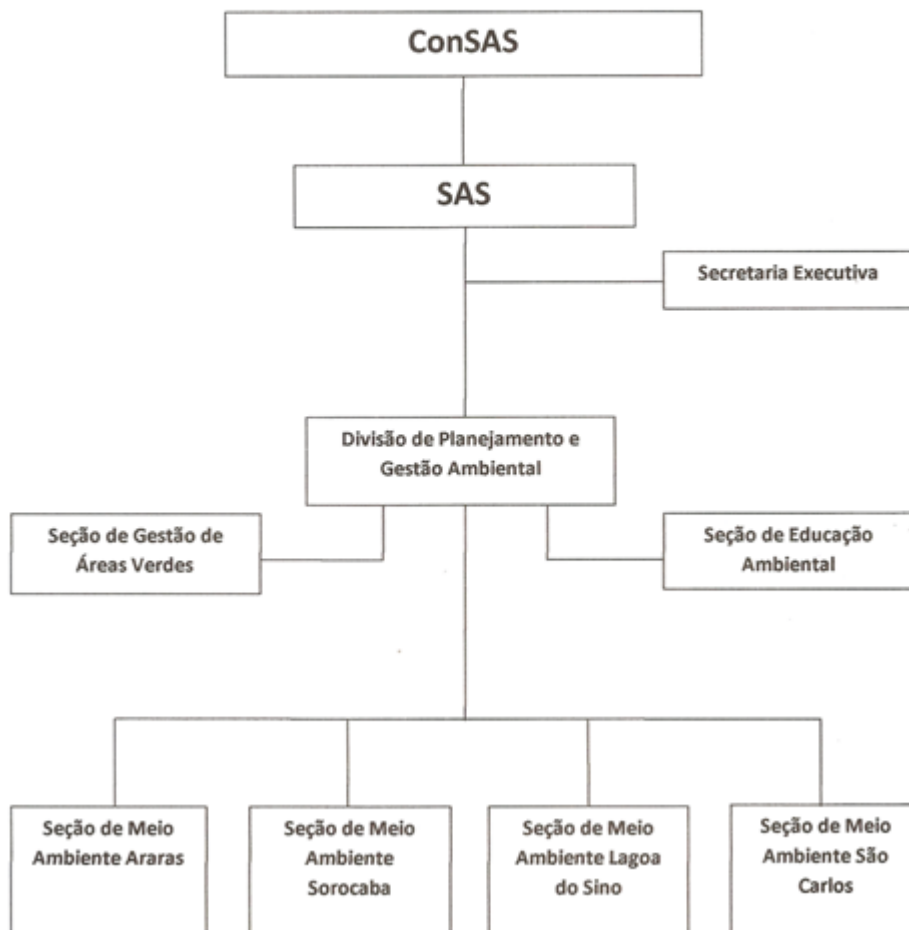 ConSAS
SAS
Secretaria Executiva
Divisão de Planejamento e
Gestão Ambiental
Seção de Gestão de
Áreas Verdes
Seção de Educação
Ambiental
Seção de Meio
Ambiente Araras
Seção de Meio
Ambiente
Sorocaba
Seção de Meio
Ambiente Lagoa
do Sino
Seção de Meio
Ambiente São
Carlos